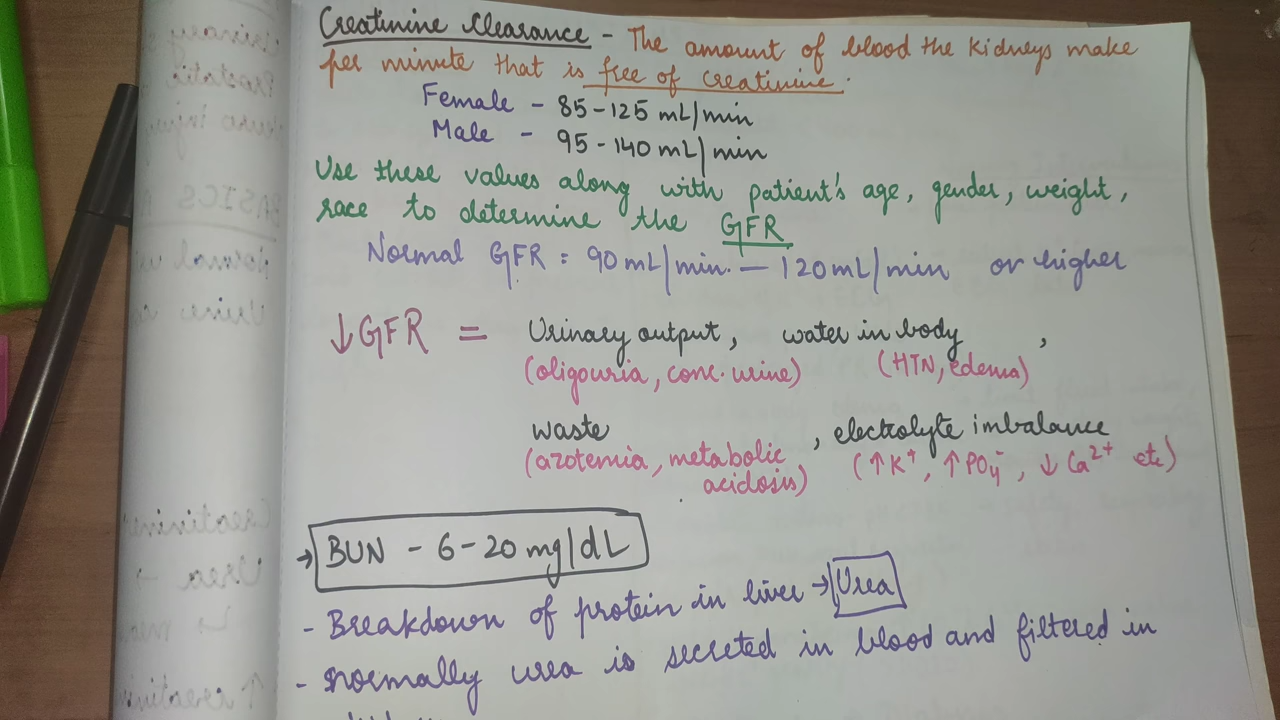 Creatinine Clearance - The amount of blood the kidneys make
per minute that is free of creatinine.
Female - 85-125 mL/min
Male - 95-140 mL/min
Use these values along with patient's age, gender, weight,
race to determine the GFR
Normal GFR = 90 mL/min. — 120 mL/min or higher
↓GFR = Urinary output, water in body,
(oligouria, conc. urine) (HTN, edema)
waste, electrolyte imbalance
(azotemia, metabolic acidosis) (↑K⁺, ↑PO₄⁻, ↓Ca²⁺ etc)
→ BUN - 6-20 mg/dL
- Breakdown of protein in liver → Urea
- normally urea is secreted in blood and filtered in